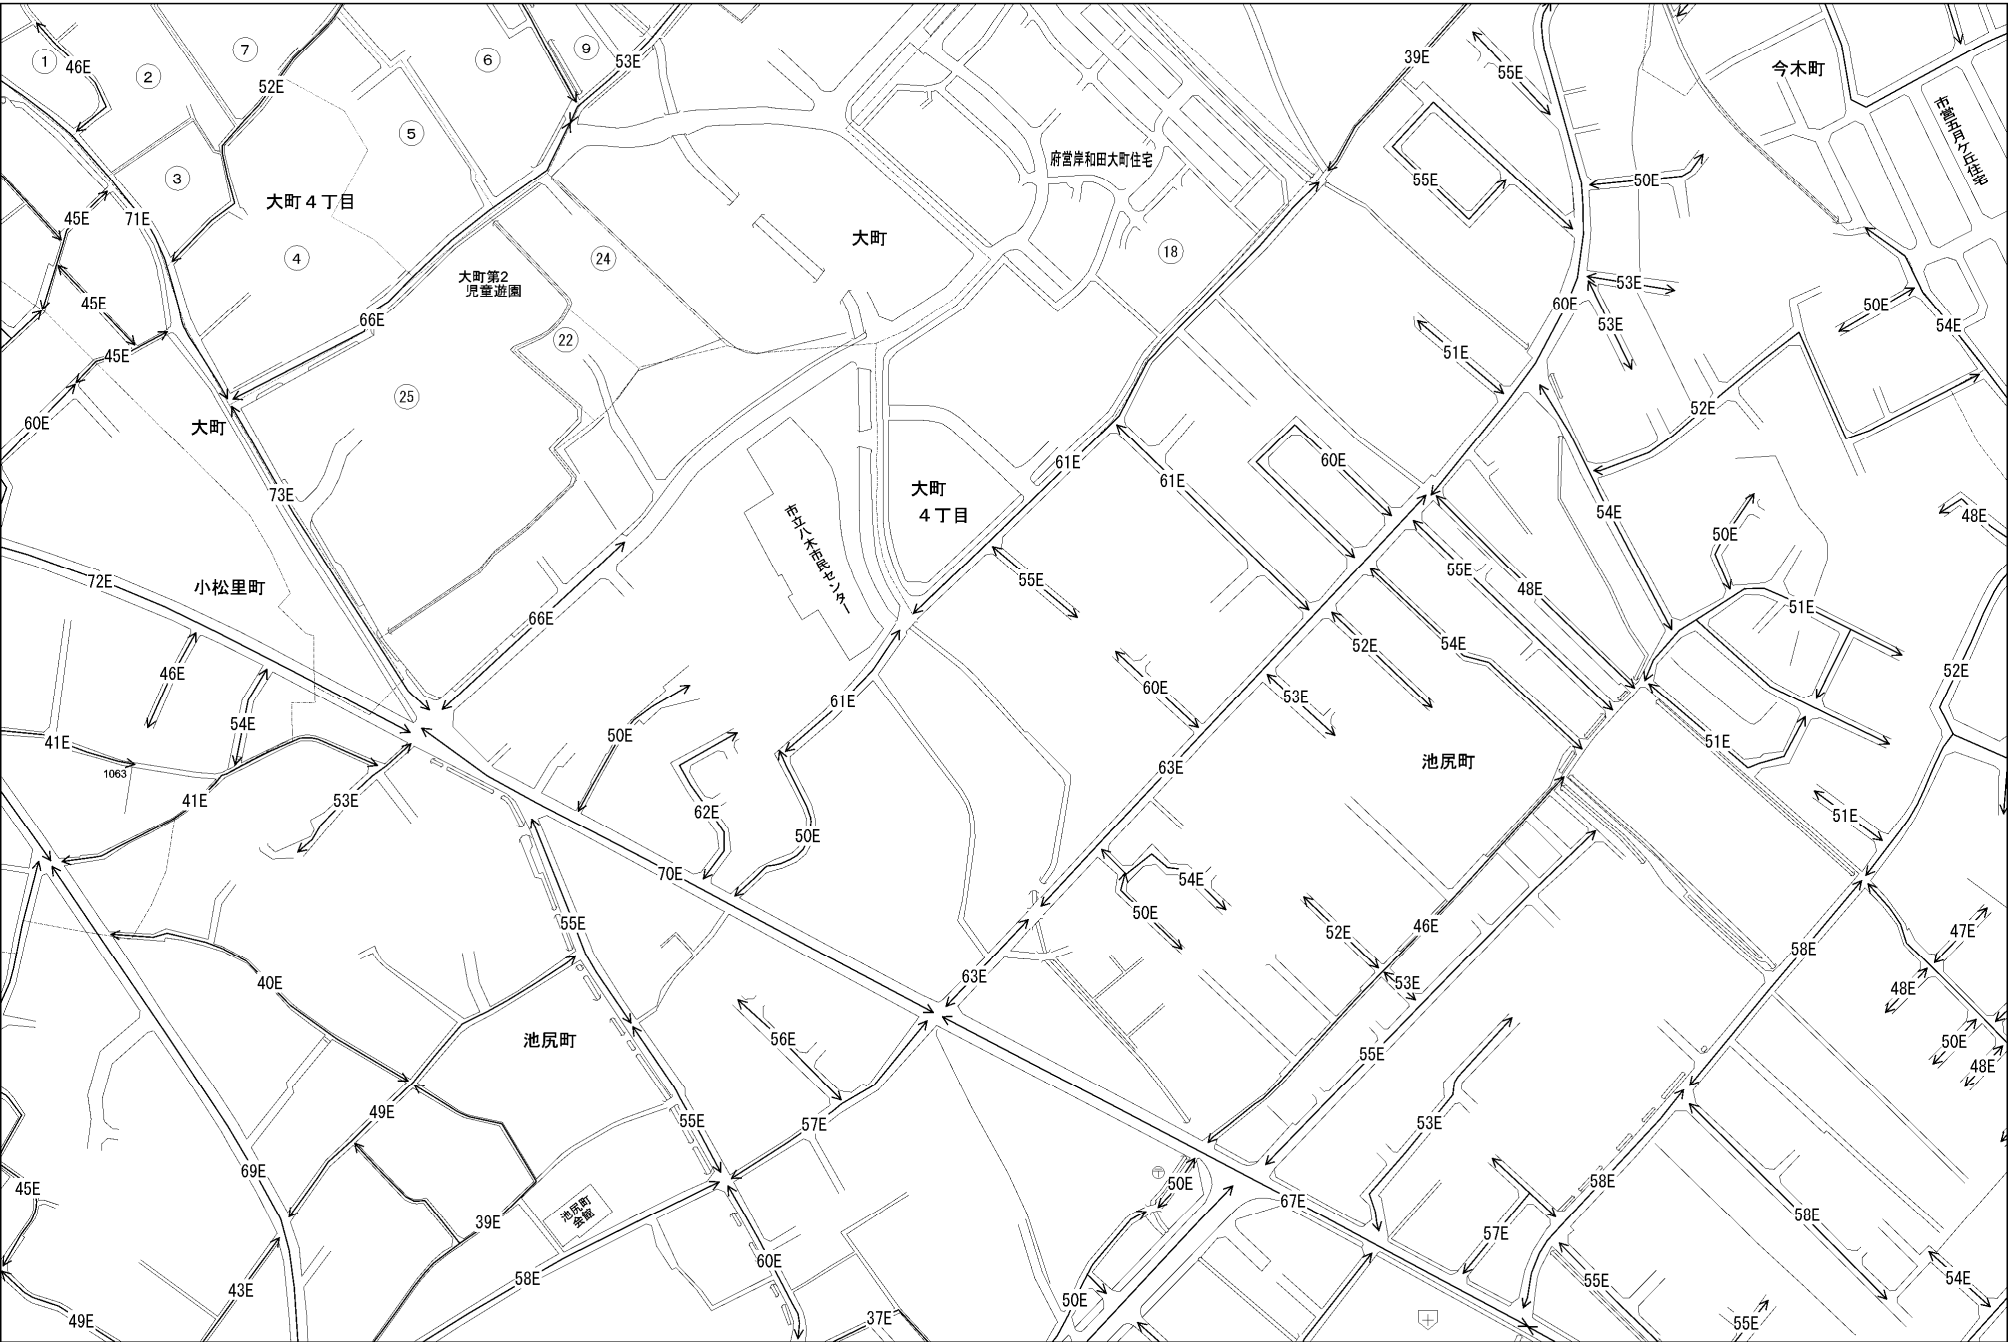 ①
46E
②
⑦
52E
⑥
⑨
53E
39E
55E
今木町
市営五月ケ丘住宅
⑤
③
府営岸和田大町住宅
55E
50E
45E
71E
大町４丁目
④
大町第2
児童遊園
㉔
大町
⑱
45E
66E
53E
60E
53E
50E
54E
㉒
45E
51E
60E
大町
㉕
52E
73E
61E
61E
60E
大町
４丁目
54E
48E
50E
市立八木市民センター
72E
小松里町
55E
55E
48E
51E
66E
52E
54E
46E
54E
61E
60E
53E
52E
41E
50E
51E
1063
63E
池尻町
41E
53E
62E
50E
51E
70E
54E
50E
55E
52E
46E
47E
58E
40E
63E
53E
48E
池尻町
56E
55E
50E
48E
49E
55E
57E
53E
69E
45E
50E
58E
67E
39E
池尻町
会館
57E
58E
60E
58E
55E
54E
43E
50E
49E
37E
55E